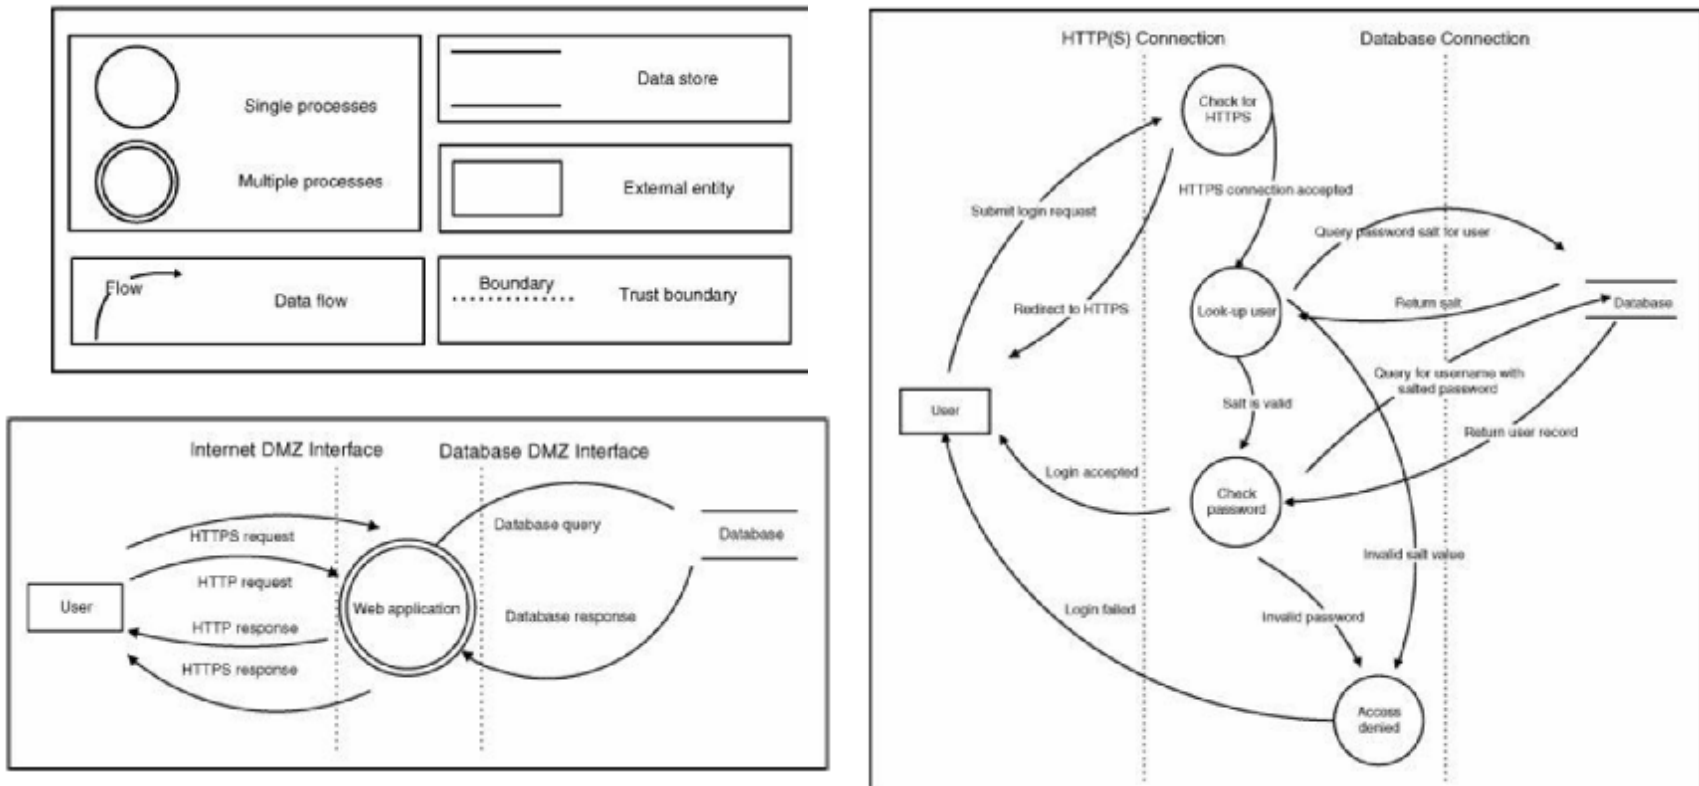 Single processes
Multiple processes
Data store
External entity
Flow
Data flow
Boundary
Trust boundary
Internet DMZ Interface
Database DMZ Interface
HTTPS request
HTTP request
User
HTTP response
HTTPS response
Web application
Database query
Database
Database response
HTTP(S) Connection
Database Connection
Check for
HTTPS
HTTPS connection accepted
Submit login request
Query password salt for user
Redirect to HTTPS
Look-up user
Return salt
Database
Query for username with
salted password
User
Salt is valid
Return user record
Login accepted
Check
password
Invalid salt value
Login failed
Invalid password
Access
denied